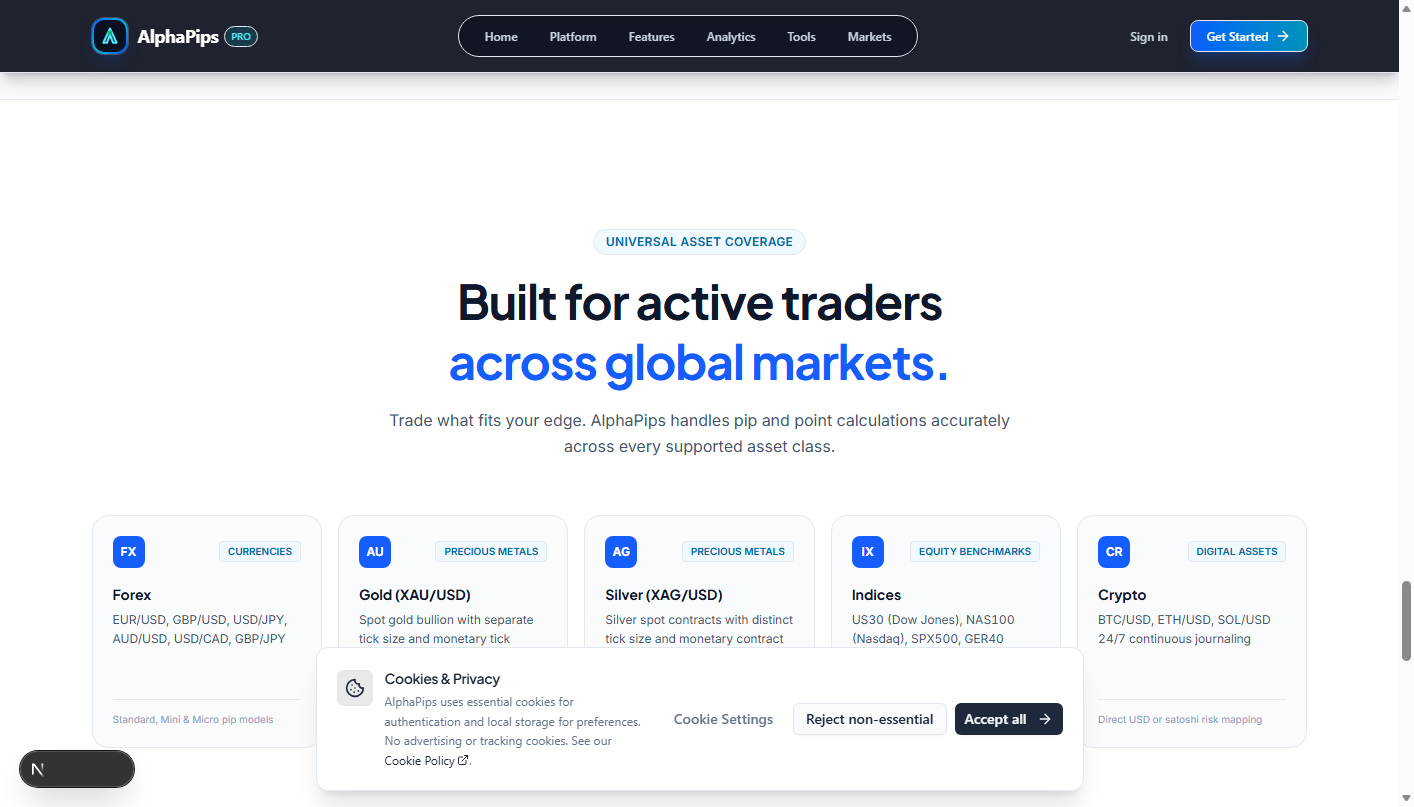 AlphaPips PRO
Home Platform Features Analytics Tools Markets
Sign in
Get Started
UNIVERSAL ASSET COVERAGE
Built for active traders
across global markets.
Trade what fits your edge. AlphaPips handles pip and point calculations accurately
across every supported asset class.
FX
CURRENCIES
Forex
EUR/USD, GBP/USD, USD/JPY,
AUD/USD, USD/CAD, GBP/JPY
Standard, Mini & Micro pip models
AU
PRECIOUS METALS
Gold (XAU/USD)
Spot gold bullion with separate
tick size and monetary tick
AG
PRECIOUS METALS
Silver (XAG/USD)
Silver spot contracts with distinct
tick size and monetary contract
IX
EQUITY BENCHMARKS
Indices
US30 (Dow Jones), NAS100
(Nasdaq), SPX500, GER40
CR
DIGITAL ASSETS
Crypto
BTC/USD, ETH/USD, SOL/USD
24/7 continuous journaling
Direct USD or satoshi risk mapping
Cookies & Privacy
AlphaPips uses essential cookies for
authentication and local storage for preferences.
No advertising or tracking cookies. See our
Cookie Policy.
Cookie Settings
Reject non-essential
Accept all
N